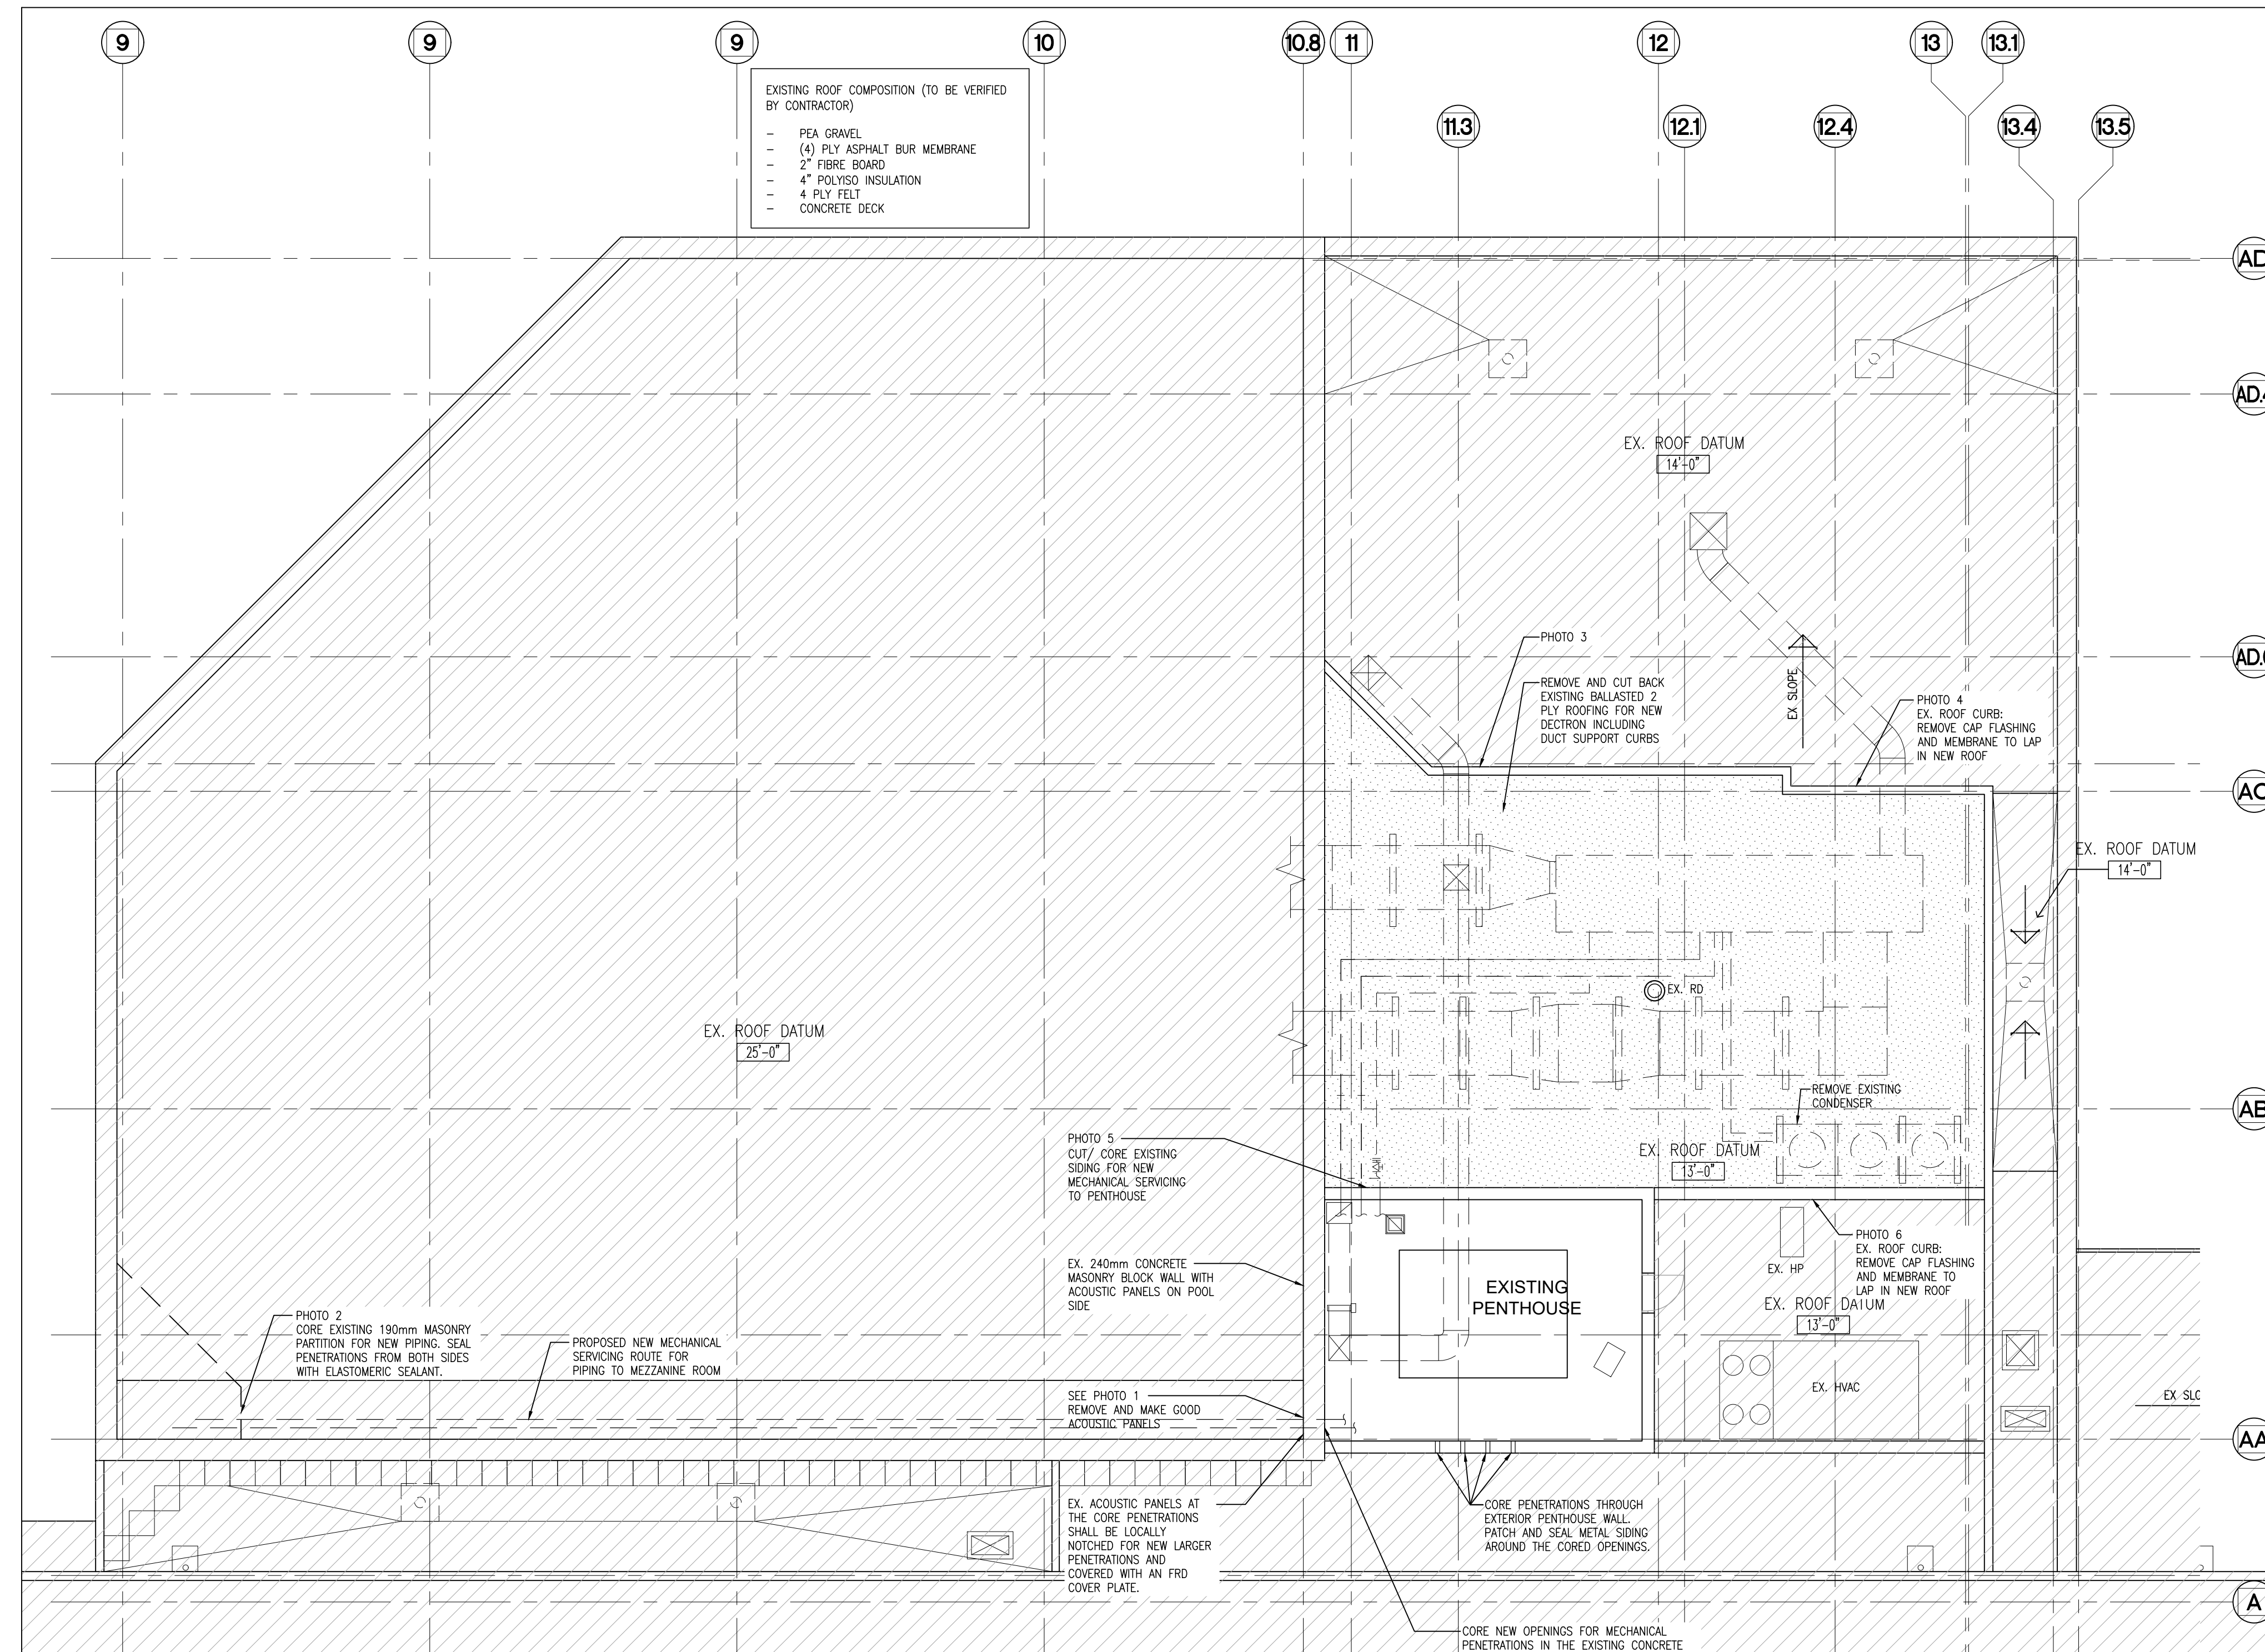 9
9
9
10
10.8
11
12
13
13.1
11.3
12.1
12.4
13.4
13.5
EXISTING ROOF COMPOSITION (TO BE VERIFIED
BY CONTRACTOR)
- PEA GRAVEL
- (4) PLY ASPHALT BUR MEMBRANE
- 2" FIBRE BOARD
- 4" POLYISO INSULATION
- 4 PLY FELT
- CONCRETE DECK
AD
EX. ROOF DATUM
14'-0"
PHOTO 3
REMOVE AND CUT BACK
EXISTING BALLASTED 2
PLY ROOFING FOR NEW
DECTRON INCLUDING
DUCT SUPPORT CURBS
EX SLOPE
PHOTO 4
EX. ROOF CURB:
REMOVE CAP FLASHING
AND MEMBRANE TO LAP
IN NEW ROOF
EX. ROOF DATUM
14'-0"
EX. RD
EX. ROOF DATUM
25'-0"
REMOVE EXISTING
CONDENSER
AB
EX. ROOF DATUM
13'-0"
PHOTO 5
CUT/ CORE EXISTING
SIDING FOR NEW
MECHANICAL SERVICING
TO PENTHOUSE
EX. 240mm CONCRETE
MASONRY BLOCK WALL WITH
ACOUSTIC PANELS ON POOL
SIDE
EXISTING
PENTHOUSE
EX. HP
PHOTO 6
EX. ROOF CURB:
REMOVE CAP FLASHING
AND MEMBRANE TO
LAP IN NEW ROOF
EX. ROOF DATUM
13'-0"
PHOTO 2
CORE EXISTING 190mm MASONRY
PARTITION FOR NEW PIPING. SEAL
PENETRATIONS FROM BOTH SIDES
WITH ELASTOMERIC SEALANT.
PROPOSED NEW MECHANICAL
SERVICING ROUTE FOR
PIPING TO MEZZANINE ROOM
SEE PHOTO 1
REMOVE AND MAKE GOOD
ACOUSTIC PANELS
EX. HVAC
EX SLO
AA
EX. ACOUSTIC PANELS AT
THE CORE PENETRATIONS
SHALL BE LOCALLY
NOTCHED FOR NEW LARGER
PENETRATIONS AND
COVERED WITH AN FRD
COVER PLATE.
CORE PENETRATIONS THROUGH
EXTERIOR PENTHOUSE WALL.
PATCH AND SEAL METAL SIDING
AROUND THE CORED OPENINGS.
A
CORE NEW OPENINGS FOR MECHANICAL
PENETRATIONS IN THE EXISTING CONCRETE